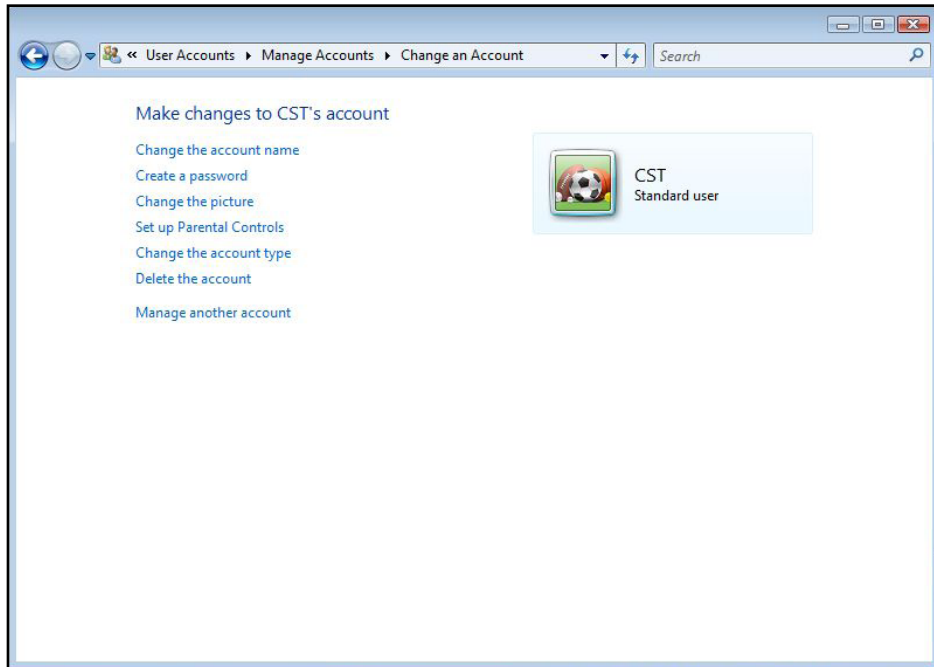 « User Accounts ▸ Manage Accounts ▸ Change an Account
Search
Make changes to CST's account
Change the account name
Create a password
Change the picture
Set up Parental Controls
Change the account type
Delete the account
Manage another account
CST
Standard user